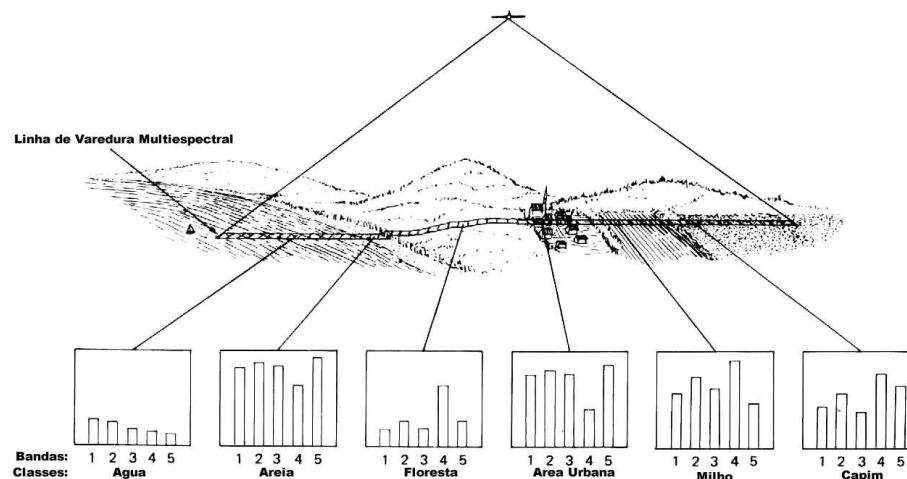 Linha de Varedura Multiespectral
Bandas: 1 2 3 4 5 1 2 3 4 5 1 2 3 4 5 1 2 3 4 5 1 2 3 4 5 1 2 3 4 5
Classes: Agua Areia Floresta Area Urbana Milho Capim